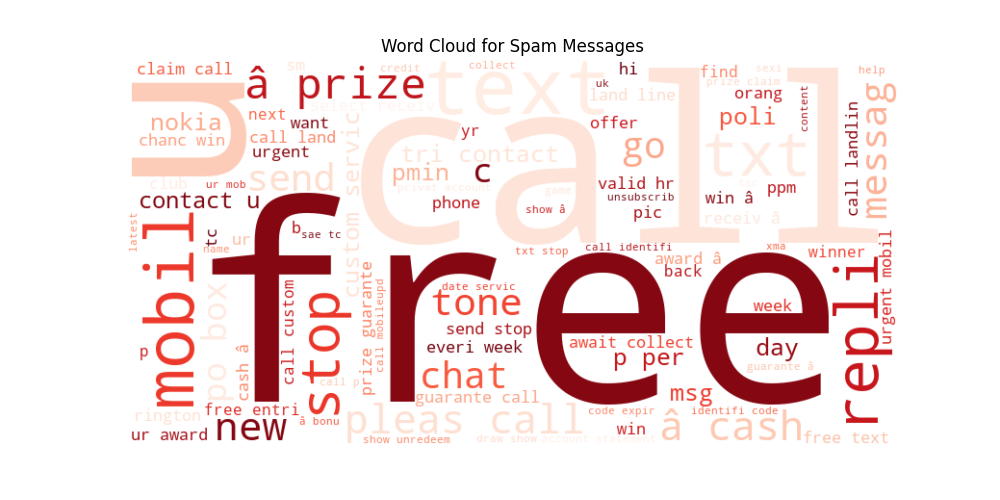 Word Cloud for Spam Messages
claim call
sm
credit
collect
hi
find
sexi
help
â prize
text
uk
prize claim
land line
orang
content
u
call
select receiv
nokia
next
want
yr
offer
poli
messag
chanc win
call land
urgent
custom servic
tri contact
go
txt
call landlin
club
ur mob
send
pmin
c
privat account
game
valid hr
unsubscrib
win â
ppm
contact u
phone
show â
pic
receiv â
latest
mobil
tc
name
ur
b
sae tc
free
txt stop
call identifi
award â
back
xma
winner
urgent mobil
po box
cash â
call custom
stop
prize guarante
call mobileupd
date servic
tone
send stop
everi week
await collect
p per
week
day
repli
p
call p
chat
guarante call
msg
guarante â
rington
free entri
â bonu
pleas call
code expir
identifi code
â cash
ur award
new
show unredeem
draw show
account statement
win
free text